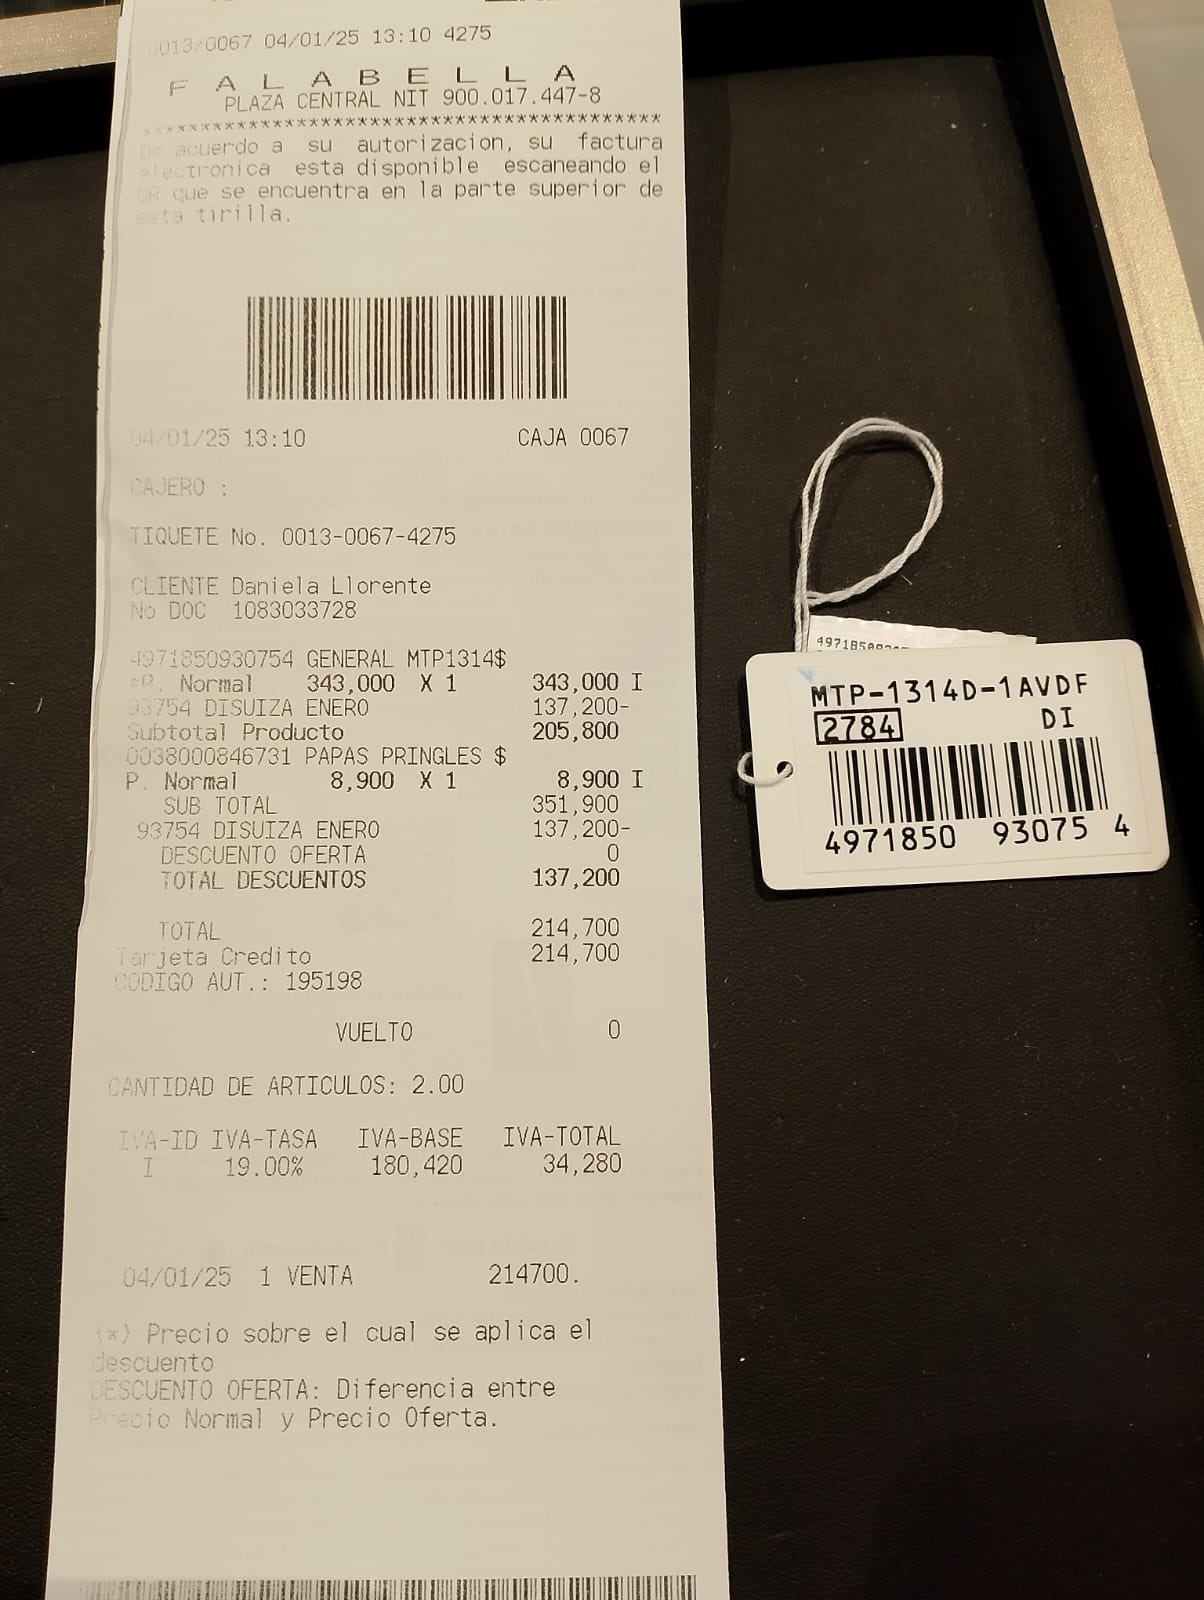 0013/0067 04/01/25 13:10 4275
F A L A B E L L A
PLAZA CENTRAL NIT 900.017.447-8
*******************************************
De acuerdo a su autorizacion, su factura
electronica esta disponible escaneando el
QR que se encuentra en la parte superior de
esta tirilla.
04/01/25 13:10 CAJA 0067
CAJERO :
TIQUETE No. 0013-0067-4275
CLIENTE Daniela Llorente
No DOC 1083033728
4971850930754 GENERAL MTP1314$
*P. Normal 343,000 X 1 343,000 I
93754 DISUIZA ENERO 137,200-
Subtotal Producto 205,800
0038000846731 PAPAS PRINGLES $
P. Normal 8,900 X 1 8,900 I
SUB TOTAL 351,900
93754 DISUIZA ENERO 137,200-
DESCUENTO OFERTA 0
TOTAL DESCUENTOS 137,200
TOTAL 214,700
Tarjeta Credito 214,700
CODIGO AUT.: 195198
VUELTO 0
CANTIDAD DE ARTICULOS: 2.00
IVA-ID IVA-TASA IVA-BASE IVA-TOTAL
I 19.00% 180,420 34,280
04/01/25 1 VENTA 214700.
(*) Precio sobre el cual se aplica el
descuento
DESCUENTO OFERTA: Diferencia entre
Precio Normal y Precio Oferta.
MTP-1314D-1AVDF
2784 DI
4971850 93075 4